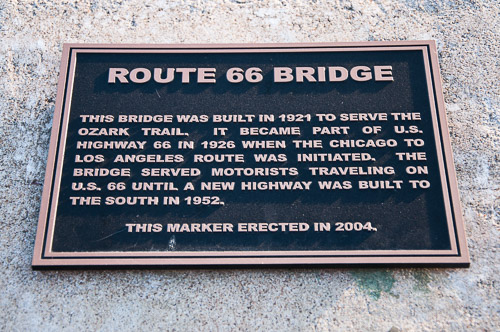 ROUTE 66 BRIDGE
THIS BRIDGE WAS BUILT IN 1921 TO SERVE THE
OZARK TRAIL. IT BECAME PART OF U.S.
HIGHWAY 66 IN 1926 WHEN THE CHICAGO TO
LOS ANGELES ROUTE WAS INITIATED. THE
BRIDGE SERVED MOTORISTS TRAVELING ON
U.S. 66 UNTIL A NEW HIGHWAY WAS BUILT TO
THE SOUTH IN 1952.
THIS MARKER ERECTED IN 2004.